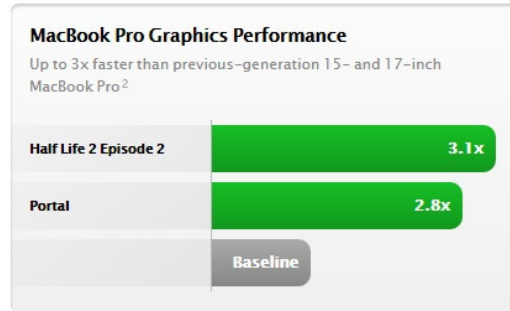 MacBook Pro Graphics Performance
Up to 3x faster than previous-generation 15- and 17-inch
MacBook Pro2
Half Life 2 Episode 2 3.1x
Portal 2.8x
Baseline